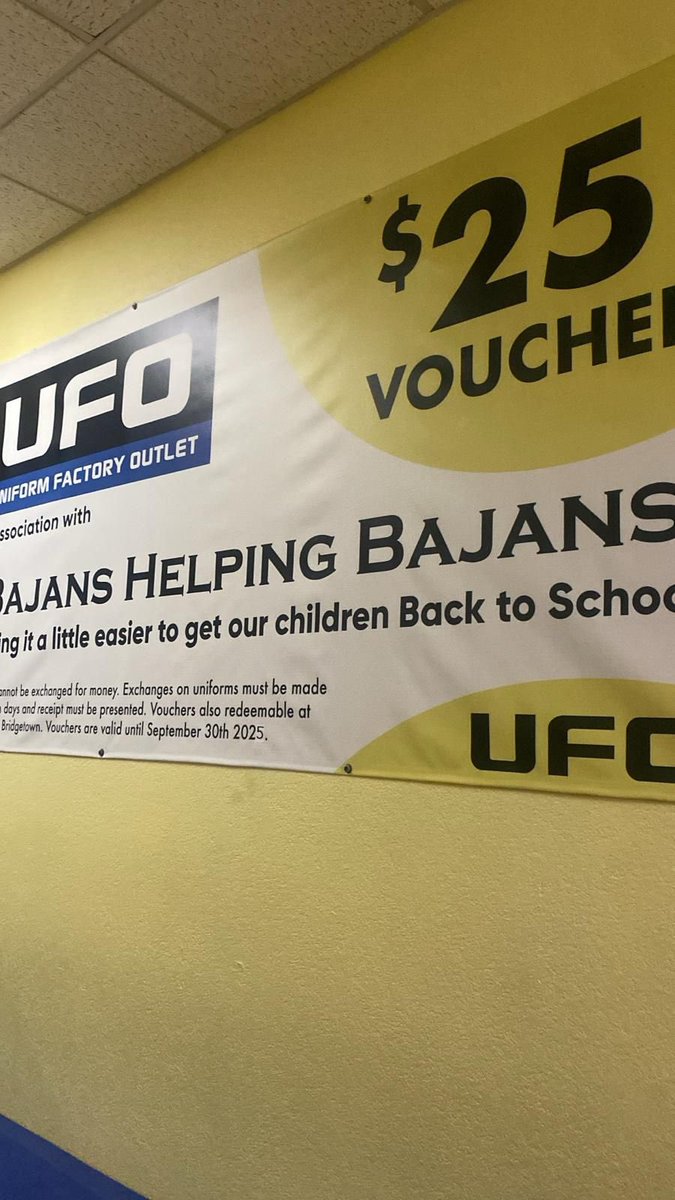 $25
VOUCHE
UFO
NIFORM FACTORY OUTLET
ssociation with
BAJANS HELPING BAJANS
ing it a little easier to get our children Back to Schoo
annot be exchanged for money. Exchanges on uniforms must be made
days and receipt must be presented. Vouchers also redeemable at
Bridgetown. Vouchers are valid until September 30th 2025.
UFO